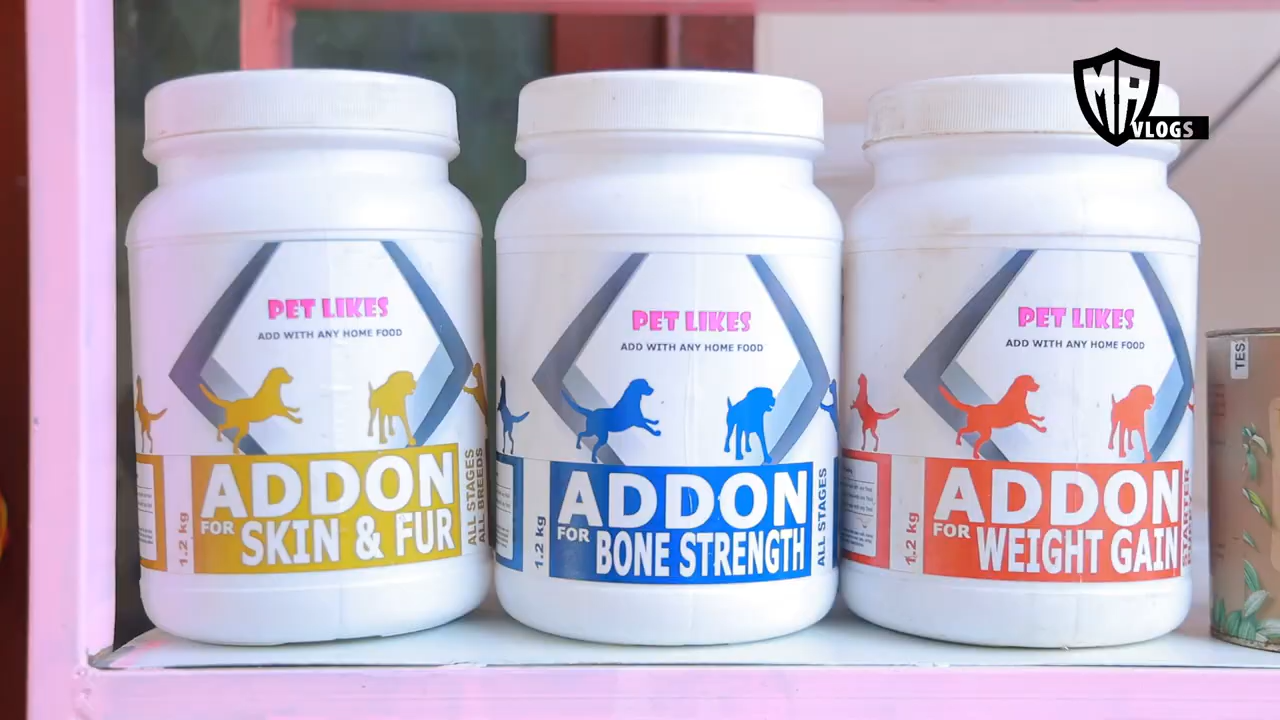 MA
VLOGS
PET LIKES
ADD WITH ANY HOME FOOD
ADDON
FOR SKIN & FUR
ALL STAGES
ALL BREEDS
1.2 kg
PET LIKES
ADD WITH ANY HOME FOOD
ADDON
FOR BONE STRENGTH
ALL STAGES
1.2 kg
PET LIKES
ADD WITH ANY HOME FOOD
ADDON
FOR WEIGHT GAIN
STARTER
1.2 kg
TES